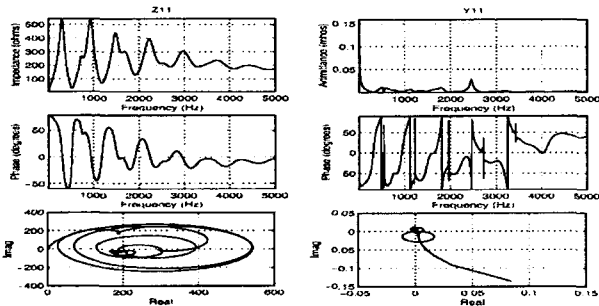 Z11
Impedance (ohms)
600
400
200
1000 2000 3000 4000 5000
Frequency (Hz)
Y11
Admittance (mhos)
0.15
0.1
0.05
1000 2000 3000 4000 5000
Frequency (Hz)
Phase (degrees)
50
0
-50
1000 2000 3000 4000 5000
Frequency (Hz)
Phase (degrees)
50
0
50
1000 2000 3000 4000 5000
Frequency (Hz)
Imag
400
200
0
-200
-400
0 200 400 600
Real
Imag
0.05
0
-0.05
-0.1
-0.15
-0.05 0 0.05 0.1 0.15
Real